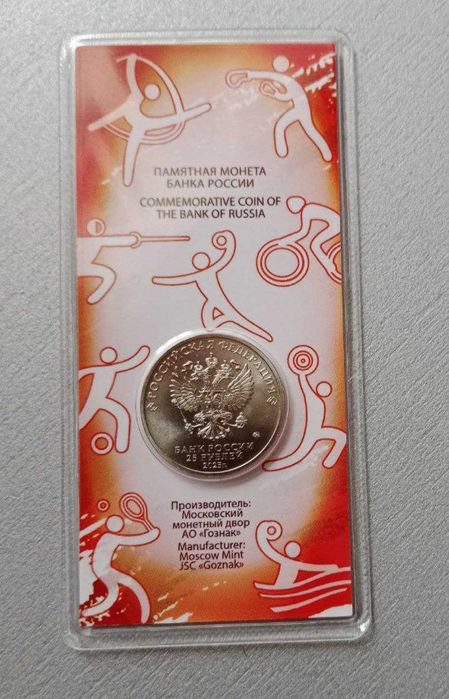 ПАМЯТНАЯ МОНЕТА
БАНКА РОССИИ
COMMEMORATIVE COIN OF
THE BANK OF RUSSIA
РОССИЙСКАЯ ФЕДЕРАЦИЯ
БАНК РОССИИ
25 РУБЛЕЙ
2023г.
Производитель:
Московский
монетный двор
АО «Гознак»
Manufacturer:
Moscow Mint
JSC «Goznak»